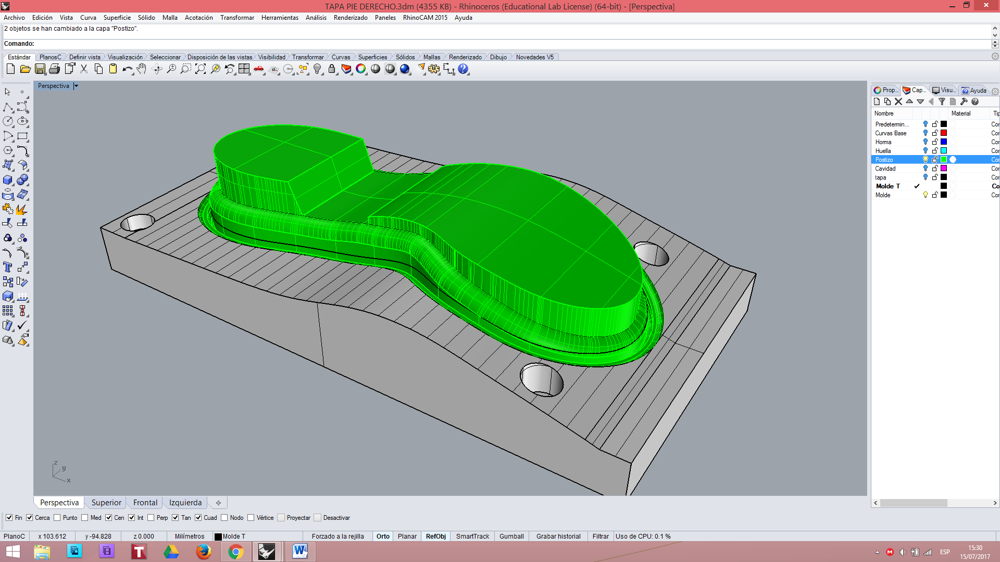 TAPA PIE DERECHO.3dm (4355 KB) - Rhinoceros (Educational Lab License) (64-bit) - [Perspectiva]
Archivo Edición Vista Curva Superficie Sólido Malla Acotación Transformar Herramientas Análisis Renderizado Paneles RhinoCAM 2015 Ayuda
2 objetos se han cambiado a la capa "Postizo".
Comando:
Estándar PlanosC Definir vista Visualización Seleccionar Disposición de las vistas Visibilidad Transformar Curvas Superficies Sólidos Mallas Renderizado Dibujo Novedades V5
Perspectiva
Prop... Cap... Visu... Ayuda
Nombre Material Tip
Predetermin... Cor
Curvas Base Cor
Horma Cor
Huella Cor
Postizo Cor
Cavidad Cor
tapa Cor
Molde T Co
Molde Cor
z
y
x
Perspectiva Superior Frontal Izquierda
Fin Cerca Punto Med Cen Int Perp Tan Cuad Nodo Vértice Proyectar Desactivar
PlanoC x 103.612 y -94.828 z 0.000 Milímetros Molde T Forzado a la rejilla Orto Planar RefObj SmartTrack Gumball Grabar historial Filtrar Uso de CPU: 0.1 %
ESP
15:30
15/07/2017